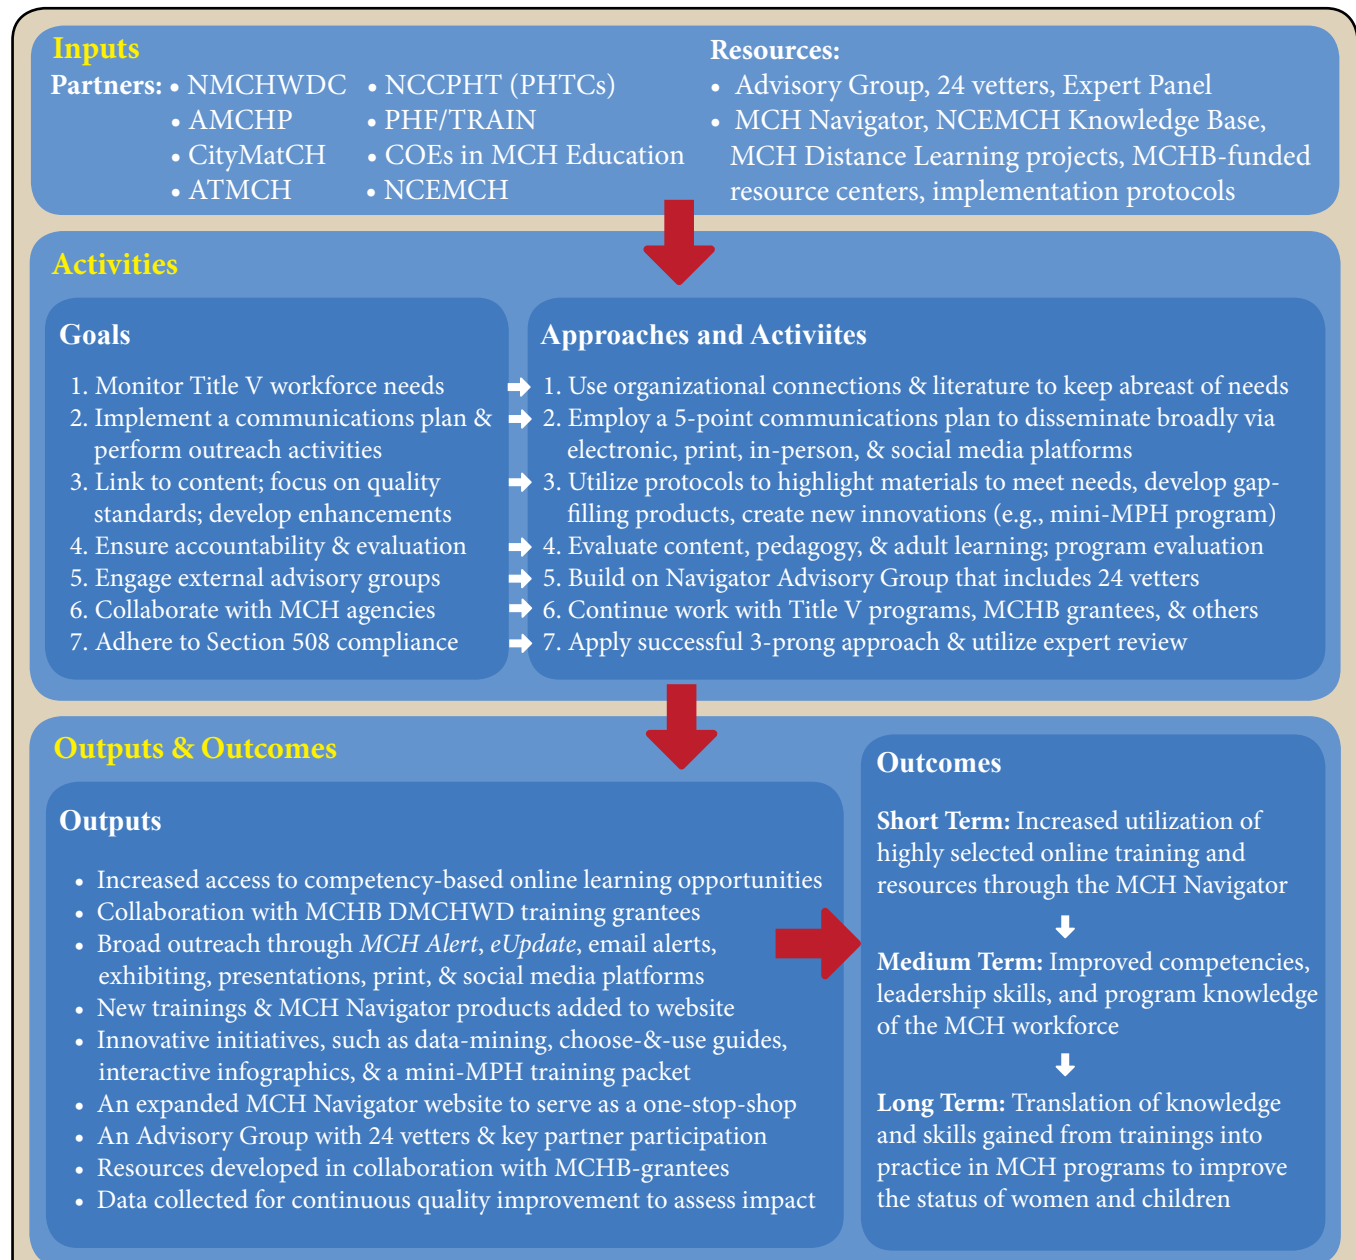 Inputs
Partners: • NMCHWDC
• AMCHP
• CityMatCH
• ATMCH
• NCCPHT (PHTCs)
• PHF/TRAIN
• COEs in MCH Education
• NCEMCH
Resources:
• Advisory Group, 24 vetters, Expert Panel
• MCH Navigator, NCEMCH Knowledge Base,
MCH Distance Learning projects, MCHB-funded
resource centers, implementation protocols
Activities
Goals
1. Monitor Title V workforce needs
2. Implement a communications plan &
perform outreach activities
3. Link to content; focus on quality
standards; develop enhancements
4. Ensure accountability & evaluation
5. Engage external advisory groups
6. Collaborate with MCH agencies
7. Adhere to Section 508 compliance
Approaches and Activiites
1. Use organizational connections & literature to keep abreast of needs
2. Employ a 5-point communications plan to disseminate broadly via
electronic, print, in-person, & social media platforms
3. Utilize protocols to highlight materials to meet needs, develop gap-
filling products, create new innovations (e.g., mini-MPH program)
4. Evaluate content, pedagogy, & adult learning; program evaluation
5. Build on Navigator Advisory Group that includes 24 vetters
6. Continue work with Title V programs, MCHB grantees, & others
7. Apply successful 3-prong approach & utilize expert review
Outputs & Outcomes
Outputs
• Increased access to competency-based online learning opportunities
• Collaboration with MCHB DMCHWD training grantees
• Broad outreach through MCH Alert, eUpdate, email alerts,
exhibiting, presentations, print, & social media platforms
• New trainings & MCH Navigator products added to website
• Innovative initiatives, such as data-mining, choose-&-use guides,
interactive infographics, & a mini-MPH training packet
• An expanded MCH Navigator website to serve as a one-stop-shop
• An Advisory Group with 24 vetters & key partner participation
• Resources developed in collaboration with MCHB-grantees
• Data collected for continuous quality improvement to assess impact
Outcomes
Short Term: Increased utilization of
highly selected online training and
resources through the MCH Navigator
Medium Term: Improved competencies,
leadership skills, and program knowledge
of the MCH workforce
Long Term: Translation of knowledge
and skills gained from trainings into
practice in MCH programs to improve
the status of women and children